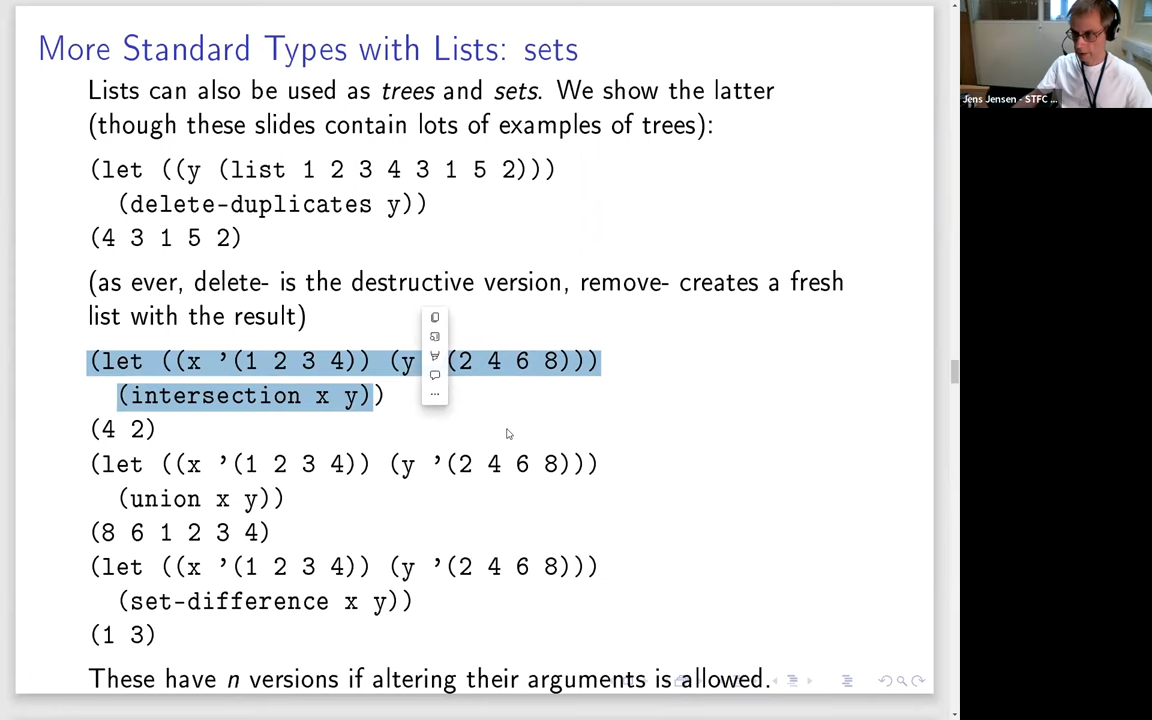 More Standard Types with Lists: sets
Lists can also be used as trees and sets. We show the latter
(though these slides contain lots of examples of trees):
(let ((y (list 1 2 3 4 3 1 5 2)))
(delete-duplicates y))
(4 3 1 5 2)
(as ever, delete- is the destructive version, remove- creates a fresh
list with the result)
(let ((x ’(1 2 3 4)) (y (2 4 6 8)))
(intersection x y))
(4 2)
(let ((x ’(1 2 3 4)) (y ’(2 4 6 8)))
(union x y))
(8 6 1 2 3 4)
(let ((x ’(1 2 3 4)) (y ’(2 4 6 8)))
(set-difference x y))
(1 3)
These have n versions if altering their arguments is allowed.
Jens Jensen - STFC ...